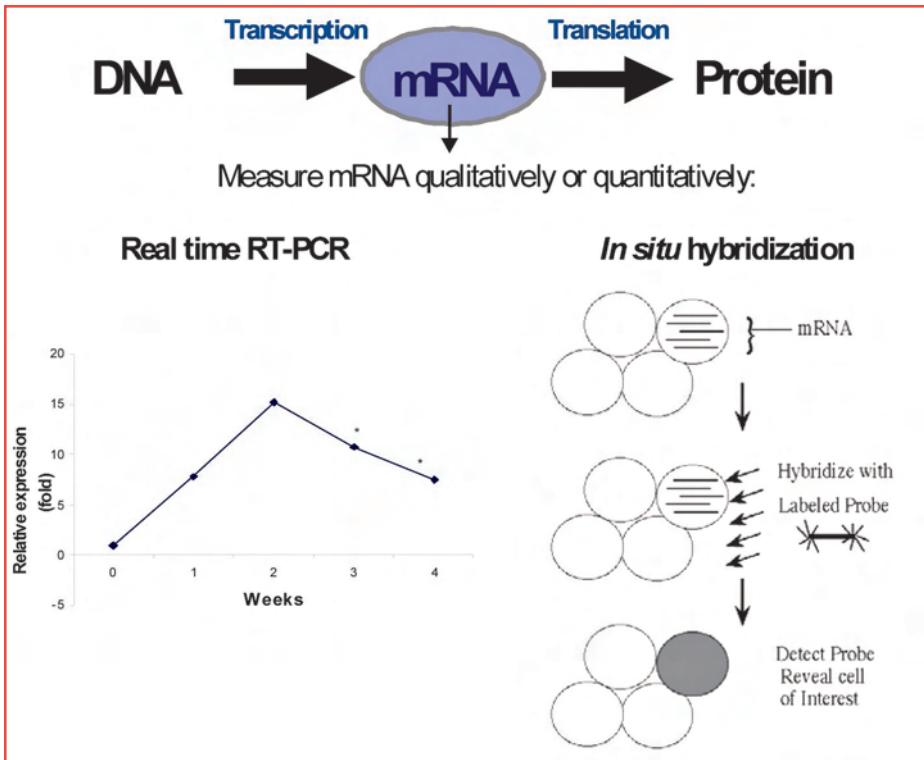 Transcription Translation
DNA mRNA Protein
Measure mRNA qualitatively or quantitatively:
Real time RT-PCR
Relative expression
(fold)
20
15
10
5
0
-5
0 1 2 3 4
Weeks
* *
In situ hybridization
mRNA
Hybridize with
Labeled Probe
Detect Probe
Reveal cell
of Interest